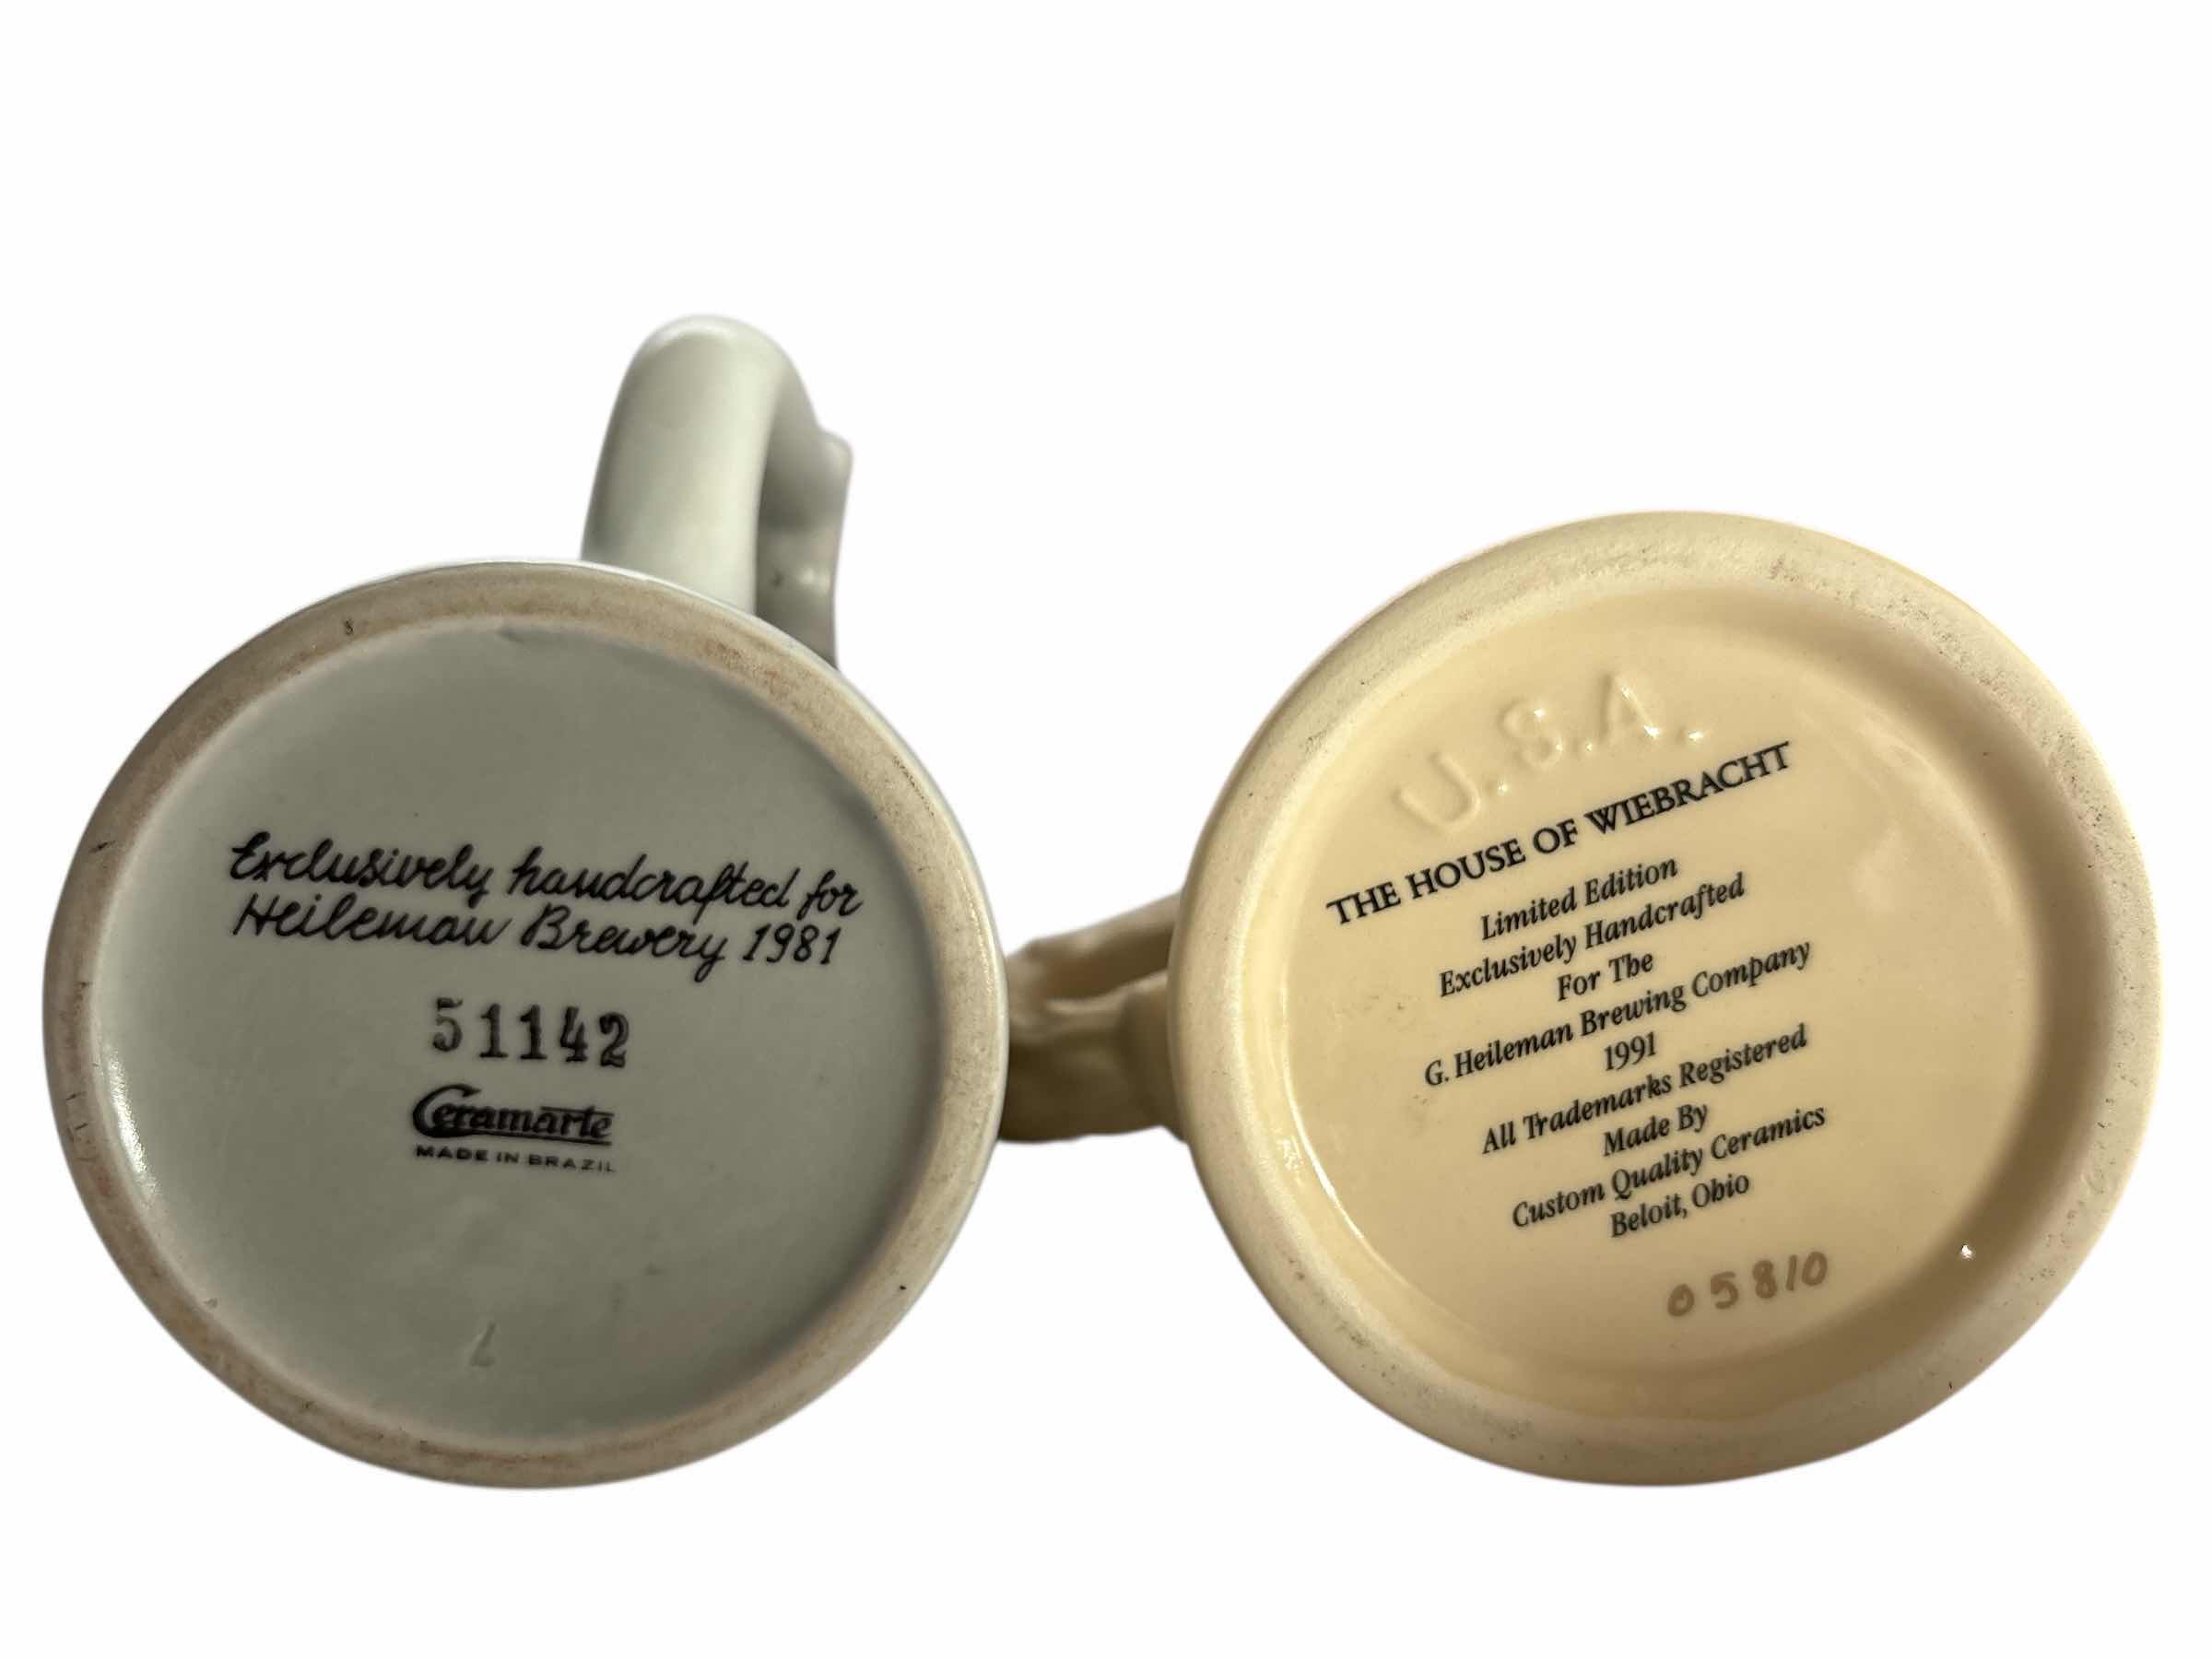 Exclusively handcrafted for
Heileman Brewery 1981
51142
Ceramarte
MADE IN BRAZIL
L
U.S.A.
THE HOUSE OF WIEBRACHT
Limited Edition
Exclusively Handcrafted
For The
G. Heileman Brewing Company
1991
All Trademarks Registered
Made By
Custom Quality Ceramics
Beloit, Ohio
05810